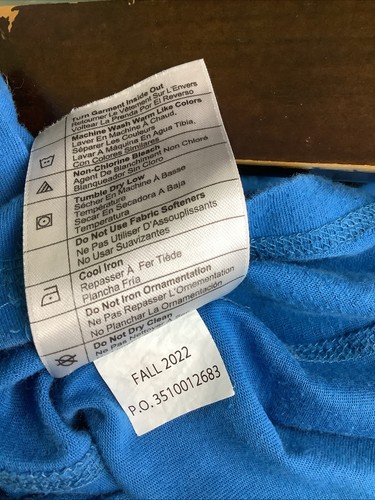 Turn Garment Inside Out
Retourner Le Vêtement Sur L'Envers
Voltear La Prenda Por El Reverso
Machine Wash Warm Like Colors
Laver En Machine À Chaud,
Séparer Les Couleurs
Lavar A Máquina En Agua Tibia,
Con Colores Similares
Non-Chlorine Bleach
Agent De Blanchiment Non Chloré
Blanqueador Sin Cloro
Tumble Dry Low
Sécher En Machine A Basse
Température
Secar En Secadora A Baja
Temperatura
Do Not Use Fabric Softeners
Ne Pas Utiliser D'Assouplissants
No Usar Suavizantes
Cool Iron
Repasser À Fer Tiède
Plancha Fria
Do Not Iron Ornamentation
Ne Pas Repasser L'Ornementation
No Planchar La Ornamentación
Do Not Dry Clean
Ne Pas Nettoyer À
FALL 2022
P.O. 3510012683